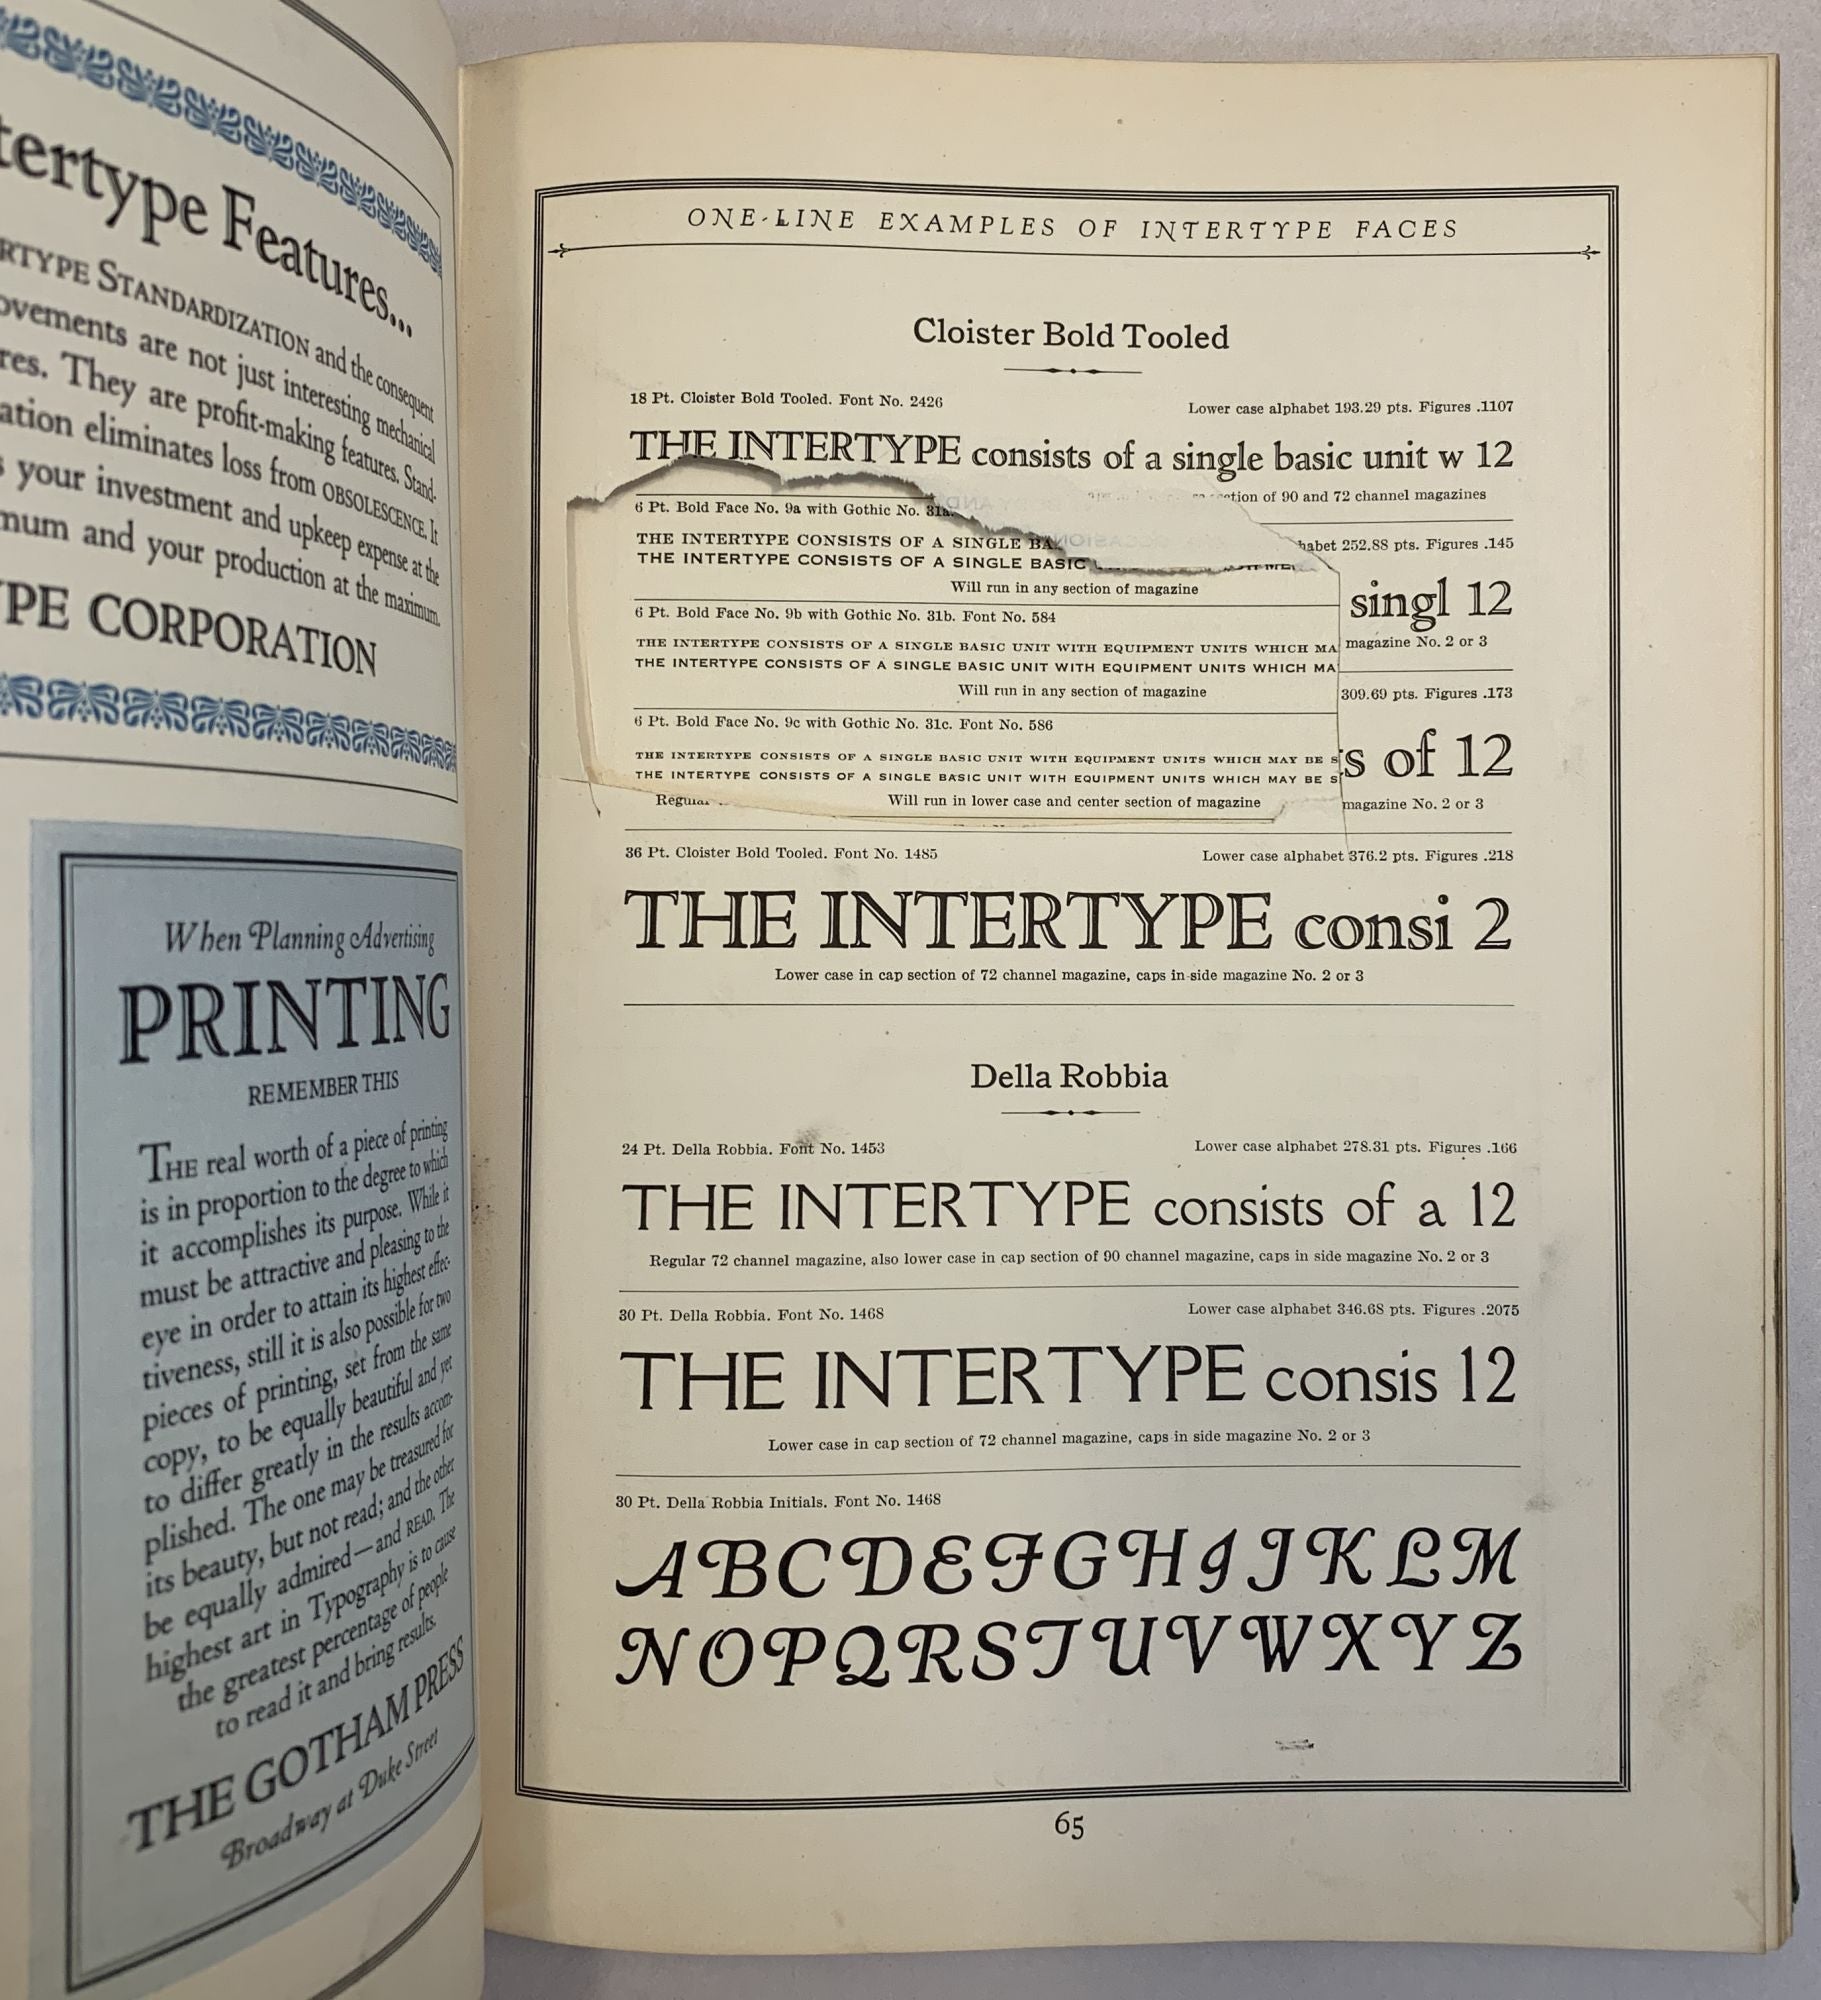 tertype Features...
RTYPE STANDARDIZATION and the consequent
ovements are not just interesting mechanical
res. They are profit-making features. Stand-
ation eliminates loss from OBSOLESCENCE. It
s your investment and upkeep expense at the
mum and your production at the maximum.
YPE CORPORATION
When Planning Advertising
PRINTING
REMEMBER THIS
THE real worth of a piece of printing
is in proportion to the degree to which
it accomplishes its purpose. While it
must be attractive and pleasing to the
eye in order to attain its highest effec-
tiveness, still it is also possible for two
pieces of printing, set from the same
copy, to be equally beautiful and yet
to differ greatly in the results accom-
plished. The one may be treasured for
its beauty, but not read; and the other
be equally admired—and READ. The
highest art in Typography is to cause
the greatest percentage of people
to read it and bring results.
THE GOTHAM PRESS
Broadway at Duke Street
ONE-LINE EXAMPLES OF INTERTYPE FACES
Cloister Bold Tooled
18 Pt. Cloister Bold Tooled. Font No. 2426 Lower case alphabet 193.29 pts. Figures .1107
THE INTERTYPE consists of a single basic unit w 12
section of 90 and 72 channel magazines
6 Pt. Bold Face No. 9a with Gothic No. 31a.
THE INTERTYPE CONSISTS OF A SINGLE BA
habet 252.88 pts. Figures .145
THE INTERTYPE CONSISTS OF A SINGLE BASIC
Will run in any section of magazine
singl 12
6 Pt. Bold Face No. 9b with Gothic No. 31b. Font No. 584
THE INTERTYPE CONSISTS OF A SINGLE BASIC UNIT WITH EQUIPMENT UNITS WHICH MA
magazine No. 2 or 3
THE INTERTYPE CONSISTS OF A SINGLE BASIC UNIT WITH EQUIPMENT UNITS WHICH MA
Will run in any section of magazine
309.69 pts. Figures .173
6 Pt. Bold Face No. 9c with Gothic No. 31c. Font No. 586
THE INTERTYPE CONSISTS OF A SINGLE BASIC UNIT WITH EQUIPMENT UNITS WHICH MAY BE S
THE INTERTYPE CONSISTS OF A SINGLE BASIC UNIT WITH EQUIPMENT UNITS WHICH MAY BE S
s of 12
Regular
Will run in lower case and center section of magazine
magazine No. 2 or 3
36 Pt. Cloister Bold Tooled. Font No. 1485 Lower case alphabet 376.2 pts. Figures .218
THE INTERTYPE consi 2
Lower case in cap section of 72 channel magazine, caps in side magazine No. 2 or 3
Della Robbia
24 Pt. Della Robbia. Font No. 1453 Lower case alphabet 278.31 pts. Figures .166
THE INTERTYPE consists of a 12
Regular 72 channel magazine, also lower case in cap section of 90 channel magazine, caps in side magazine No. 2 or 3
30 Pt. Della Robbia. Font No. 1468 Lower case alphabet 346.68 pts. Figures .2075
THE INTERTYPE consis 12
Lower case in cap section of 72 channel magazine, caps in side magazine No. 2 or 3
30 Pt. Della Robbia Initials. Font No. 1468
ABCDEFGHIJKLM
NOPQRSTUVWXYZ
65